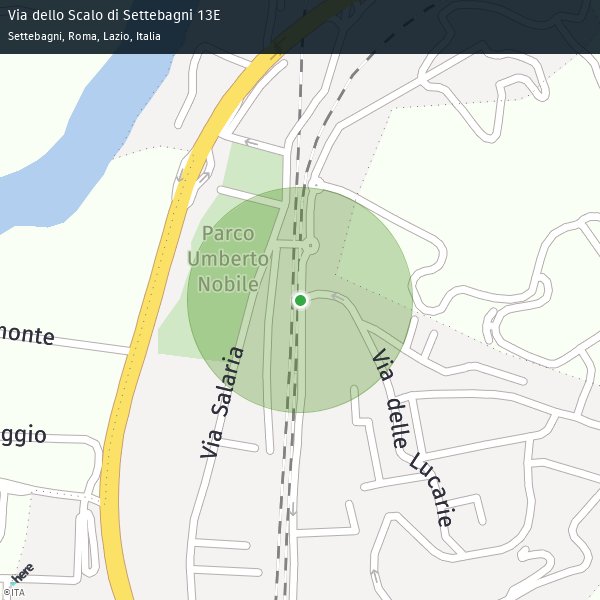 Via dello Scalo di Settebagni 13E
Settebagni, Roma, Lazio, Italia
Parco
Umberto
Nobile
monte
Via Salaria
Via delle Lucarie
ggio
here
©ITA